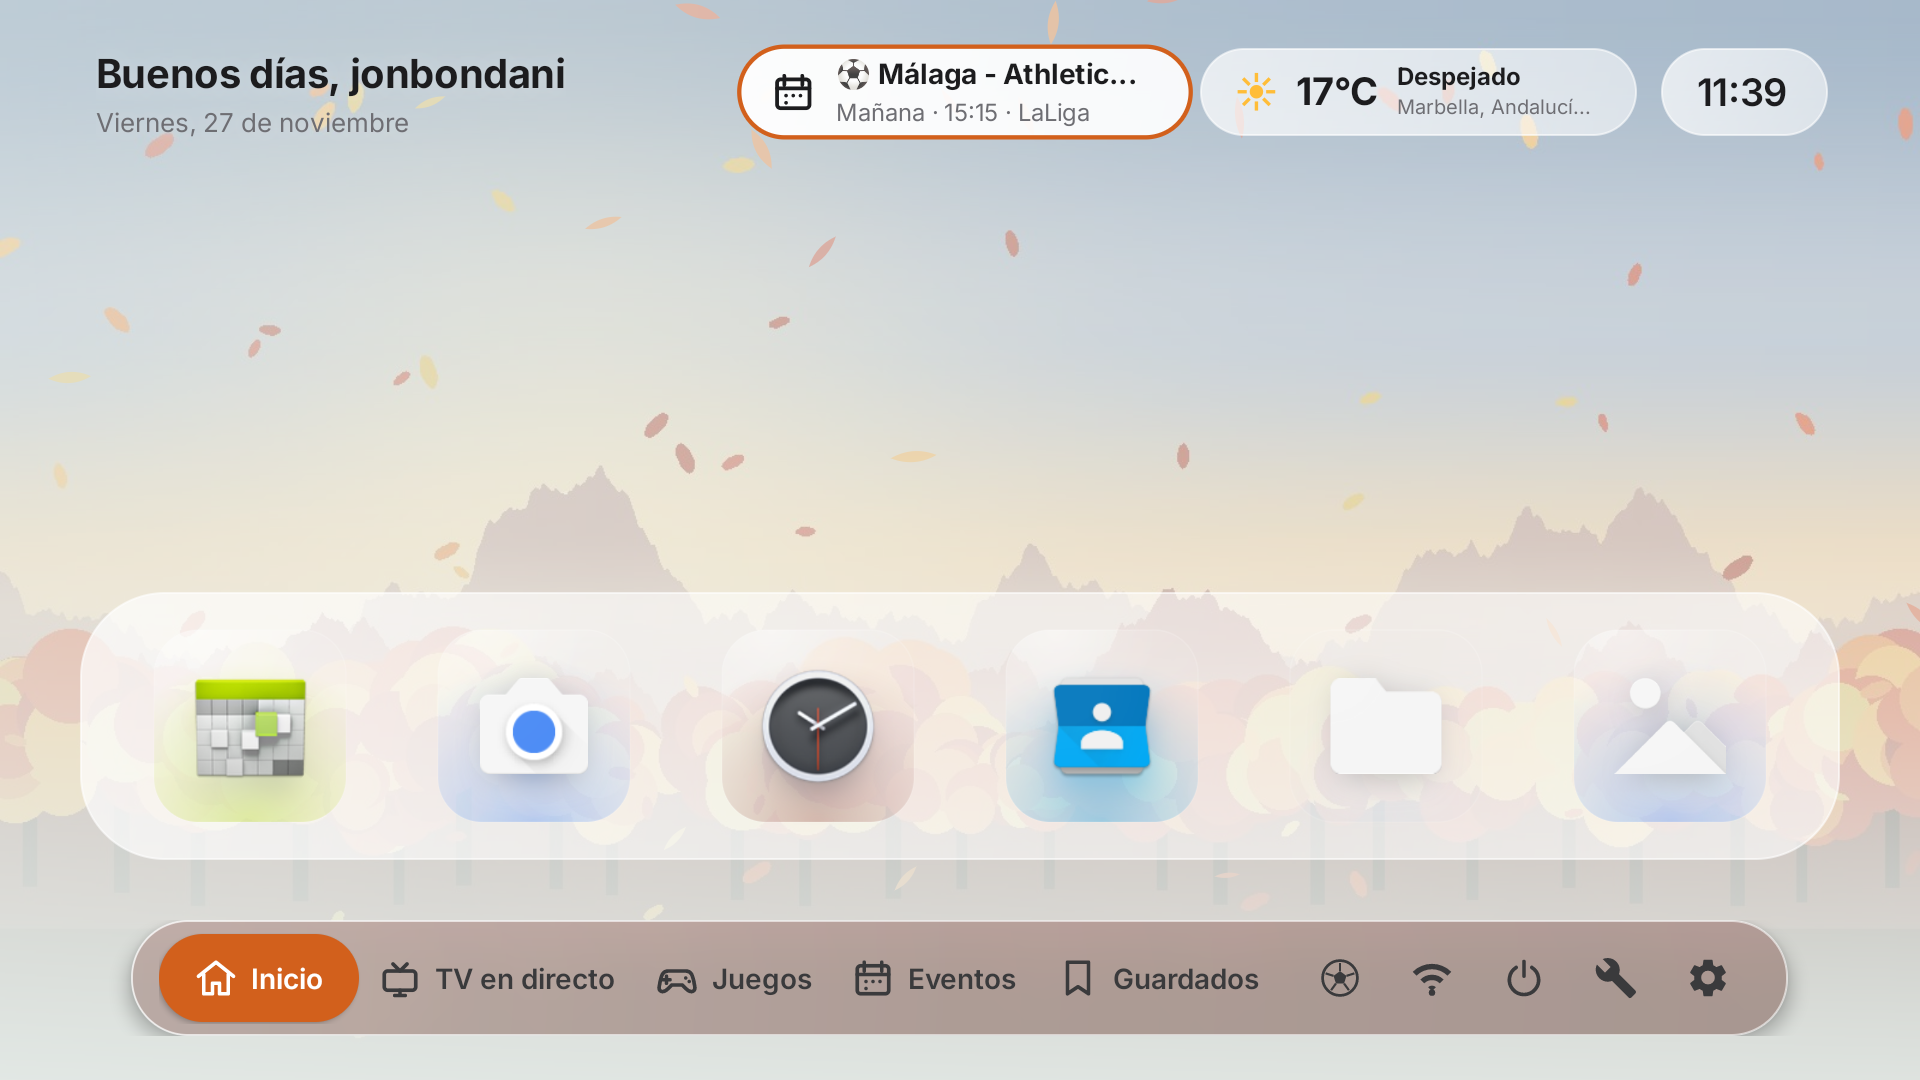 Buenos días, jonbondani
Viernes, 27 de noviembre
⚽ Málaga - Athletic...
Mañana · 15:15 · LaLiga
17°C
Despejado
Marbella, Andalucí...
11:39
Inicio
TV en directo
Juegos
Eventos
Guardados